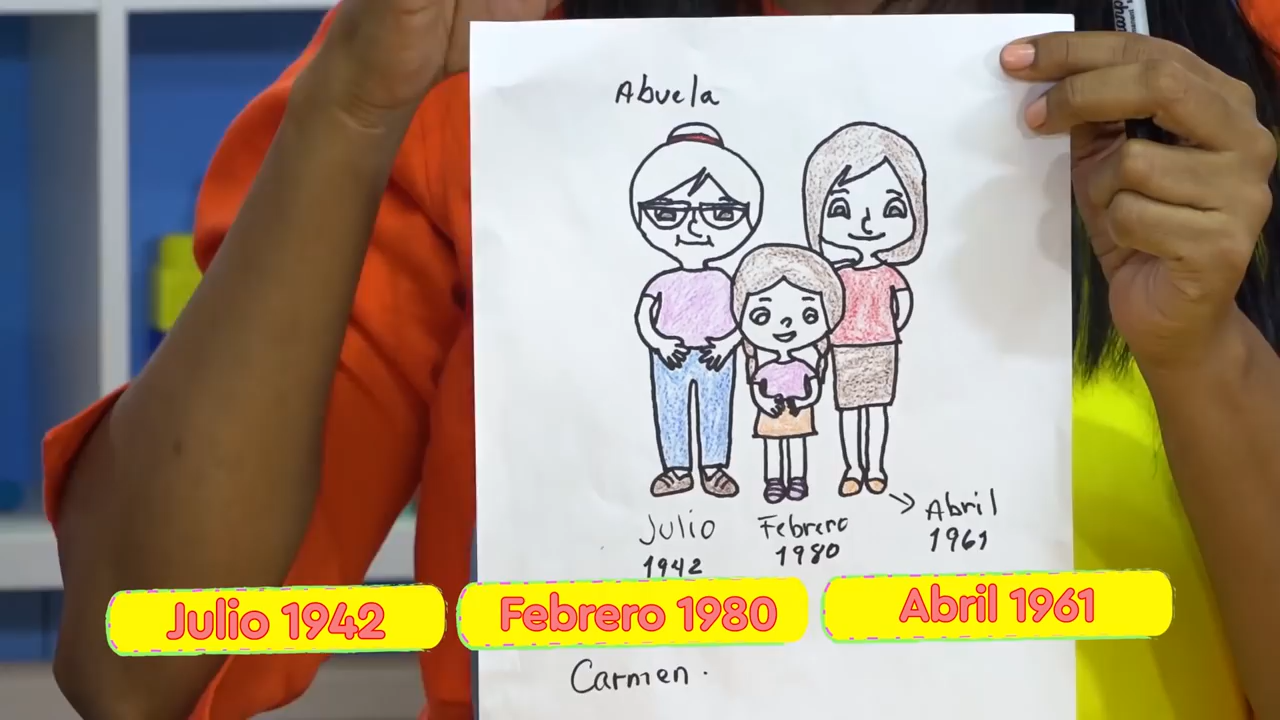 Abuela
Julio
1942
Febrero
1980
Abril
1961
Julio 1942
Febrero 1980
Abril 1961
Carmen.